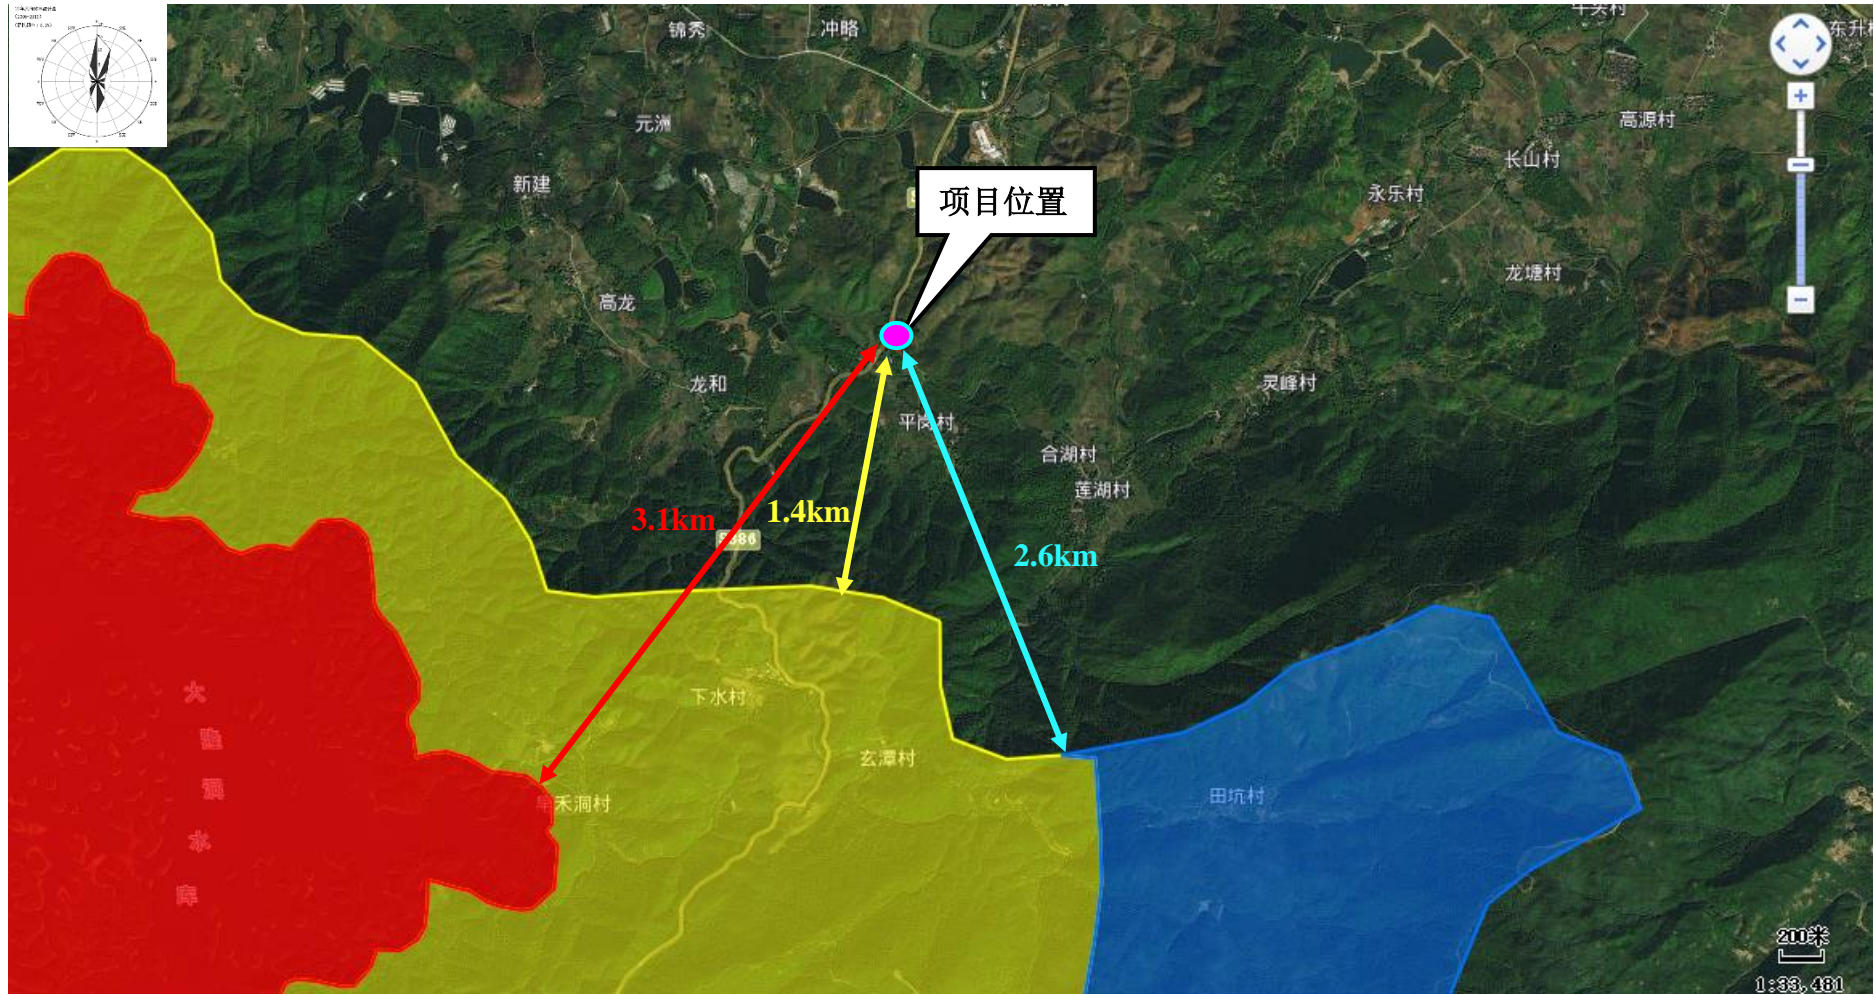 锦秀
冲略
元洲
新建
高龙
龙和
项目位置
高源村
长山村
永乐村
龙塘村
灵峰村
平岗村
合湖村
莲湖村
3.1km
1.4km
2.6km
S386
下水村
玄潭村
禾洞村
田坑村
大
隆
洞
水
库
200米
1:33,481